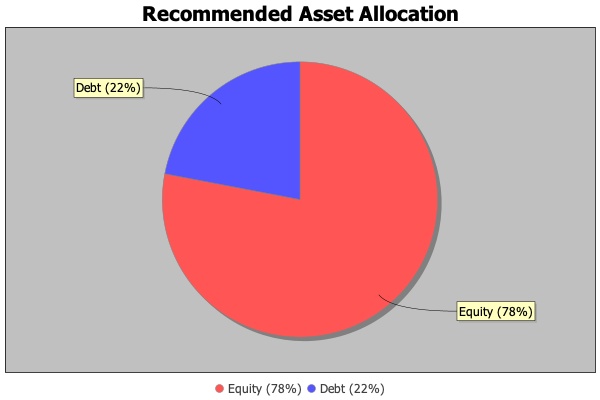 Recommended Asset Allocation
Debt (22%)
Equity (78%)
Equity (78%) Debt (22%)